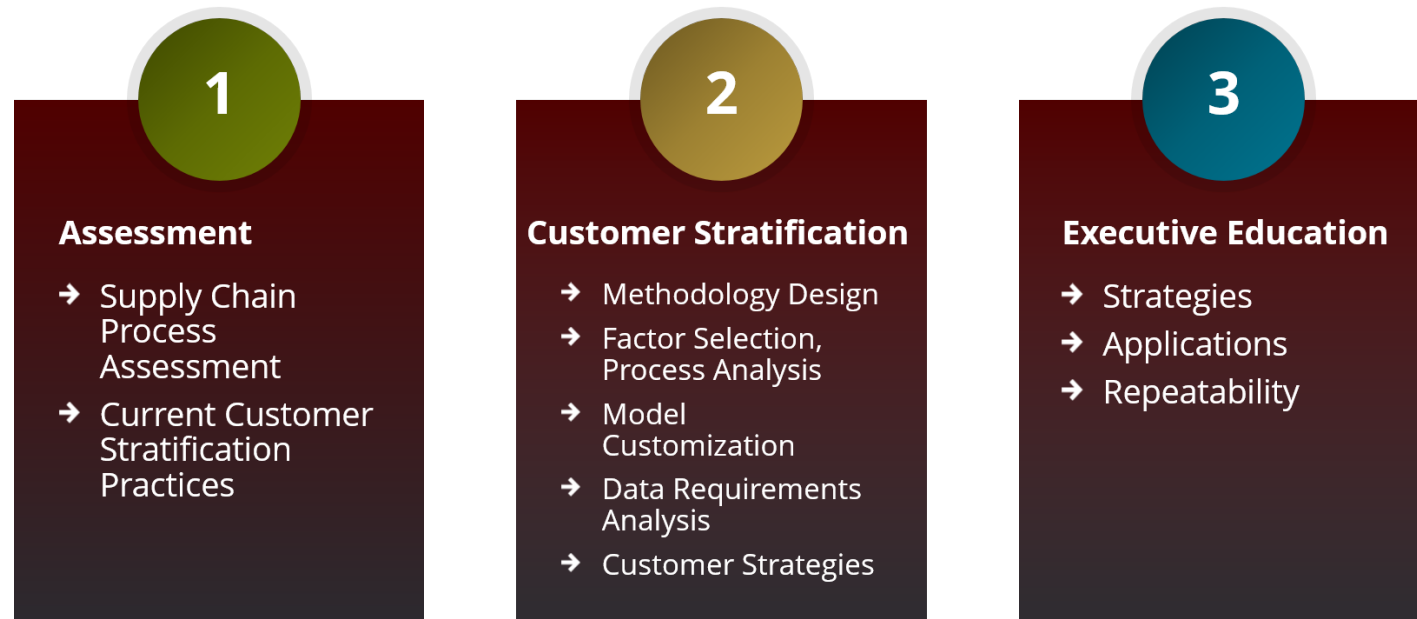 1
Assessment
Supply Chain
Process
Assessment
Current Customer
Stratification
Practices
2
Customer Stratification
Methodology Design
Factor Selection,
Process Analysis
Model
Customization
Data Requirements
Analysis
Customer Strategies
3
Executive Education
Strategies
Applications
Repeatability